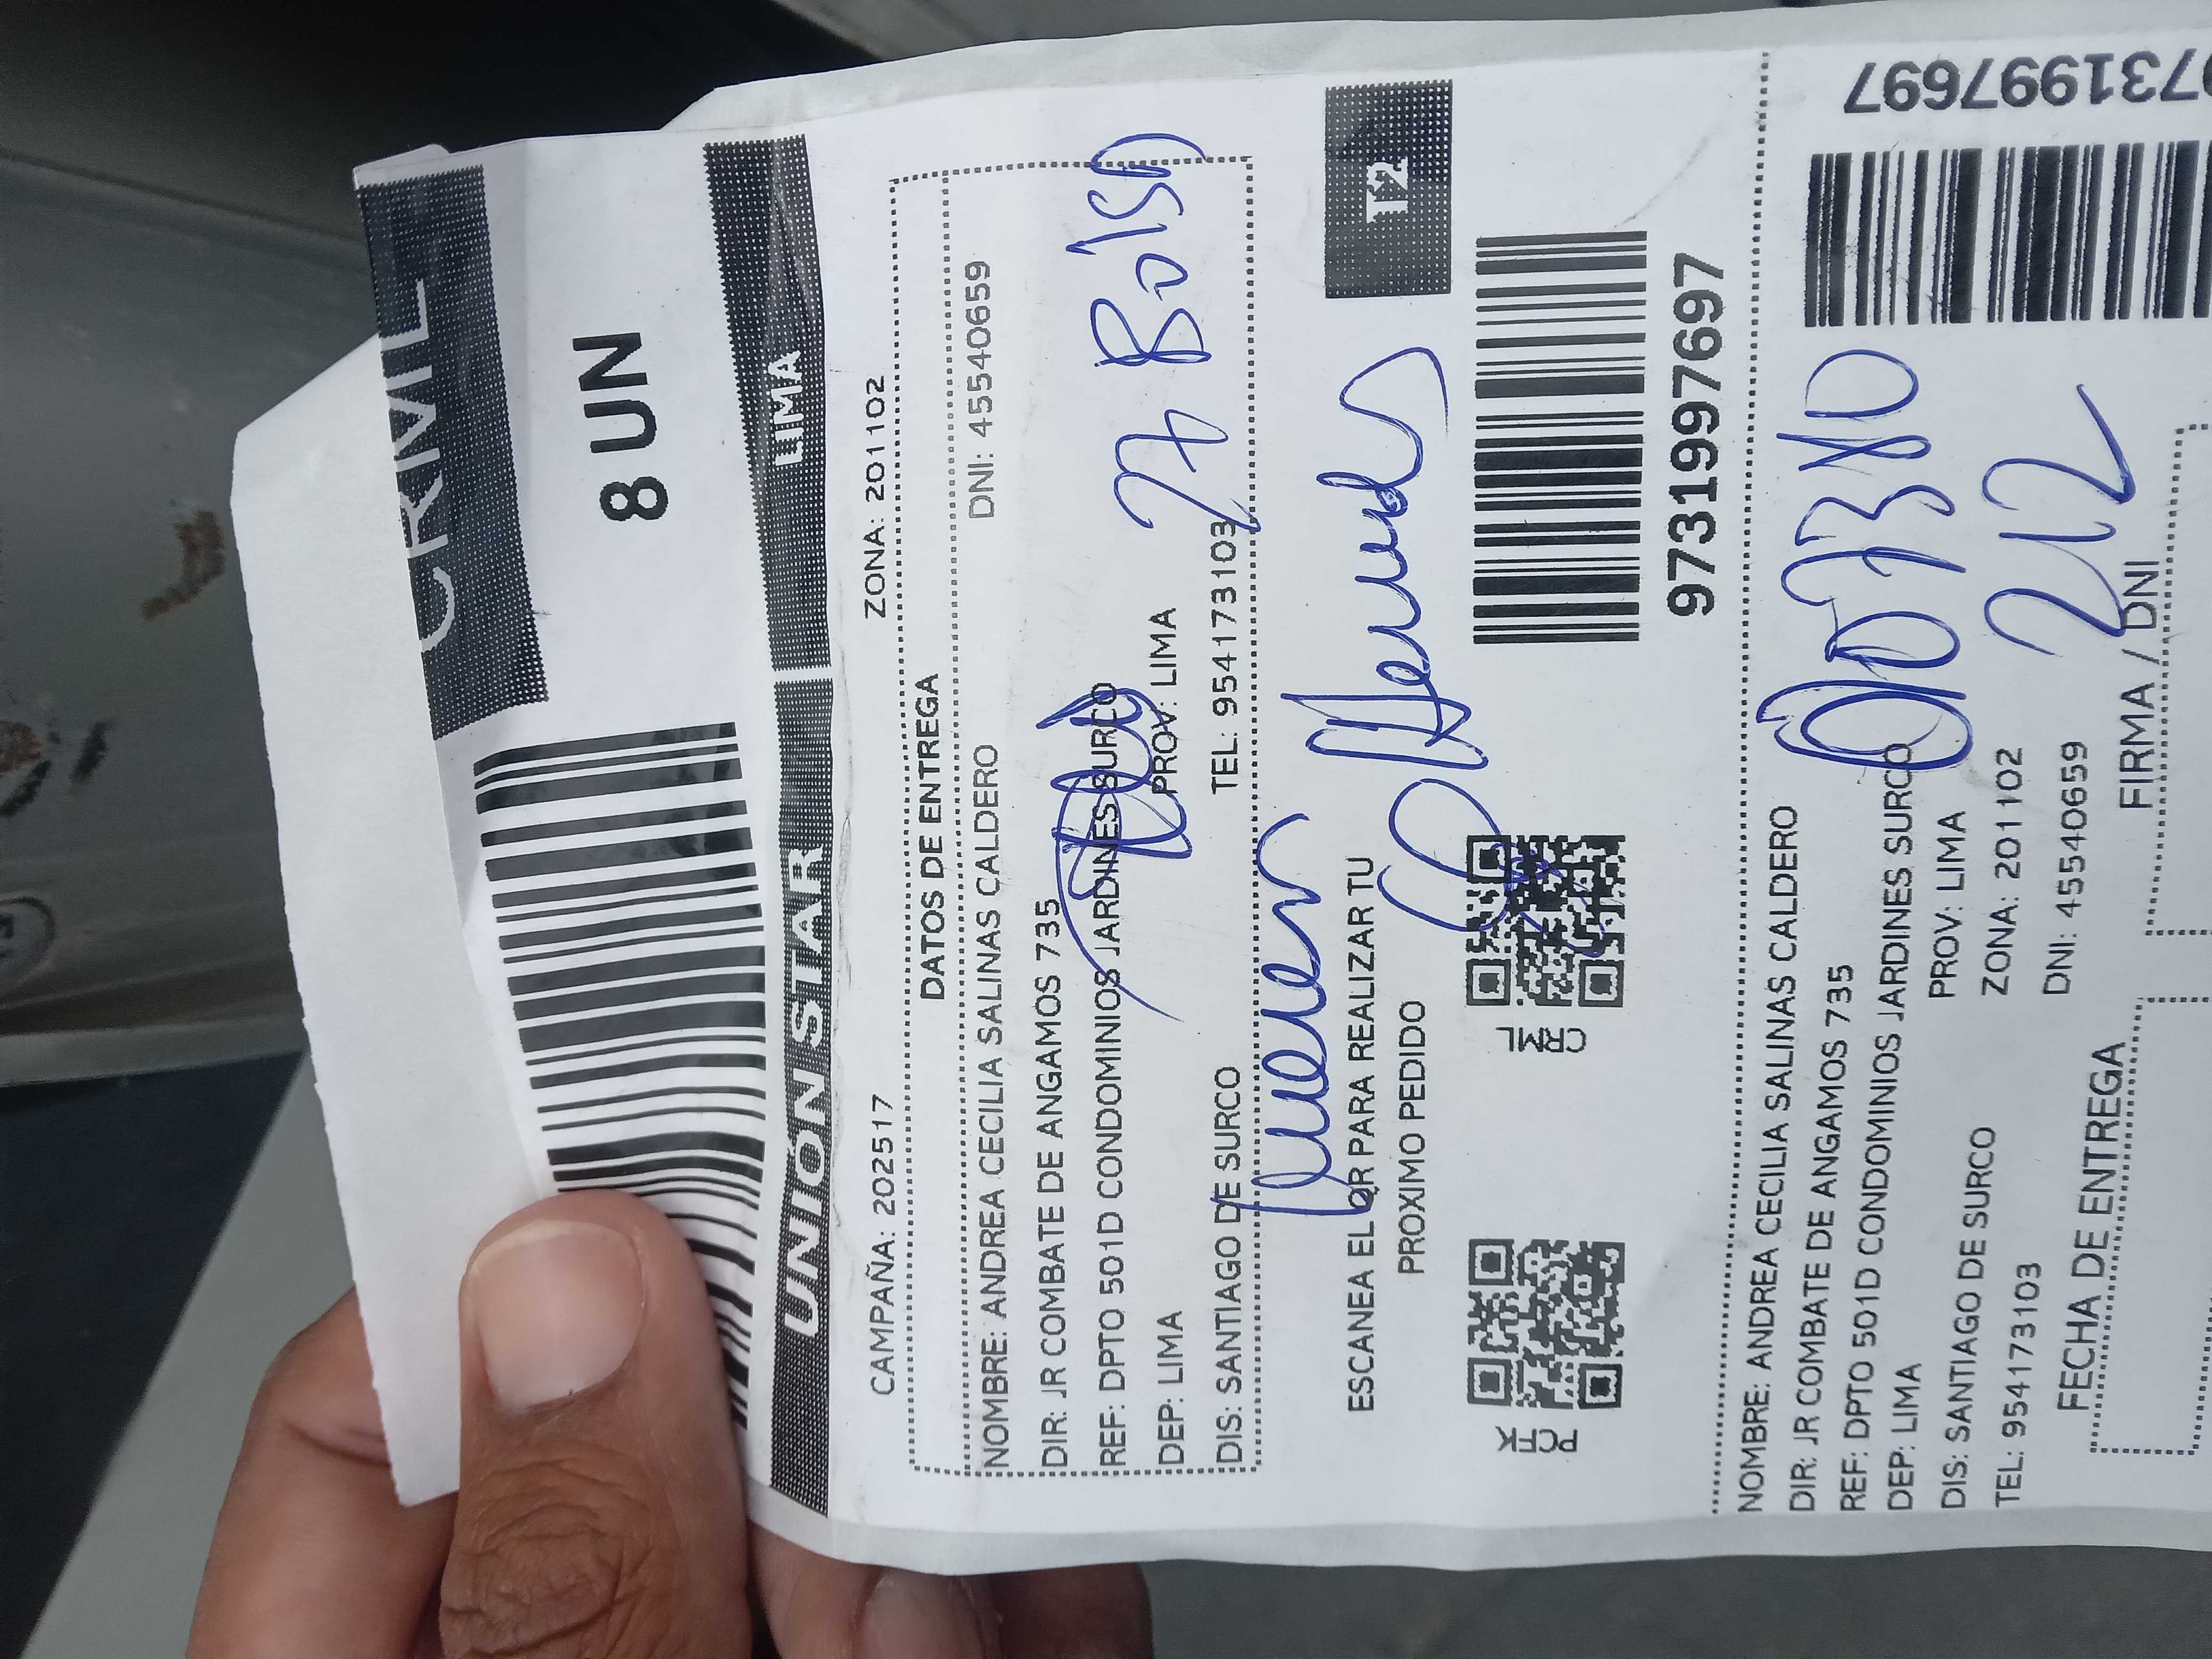 CRML
8 UN
UNIÓN STAR LIMA
CAMPAÑA: 202517 ZONA: 201102
DATOS DE ENTREGA
NOMBRE: ANDREA CECILIA SALINAS CALDERO DNI: 45540659
DIR: JR COMBATE DE ANGAMOS 735
REF: DPTO 501D CONDOMINIOS JARDINES SURCO
DEP: LIMA PROV: LIMA
DIS: SANTIAGO DE SURCO TEL: 954173103
ESCANEA EL QR PARA REALIZAR TU
PROXIMO PEDIDO
T2
PCFK
CRML
9731997697
NOMBRE: ANDREA CECILIA SALINAS CALDERO
DIR: JR COMBATE DE ANGAMOS 735
REF: DPTO 501D CONDOMINIOS JARDINES SURCO
DEP: LIMA PROV: LIMA
DIS: SANTIAGO DE SURCO ZONA: 201102
TEL: 954173103 DNI: 45540659
FECHA DE ENTREGA FIRMA / DNI
212
731997697